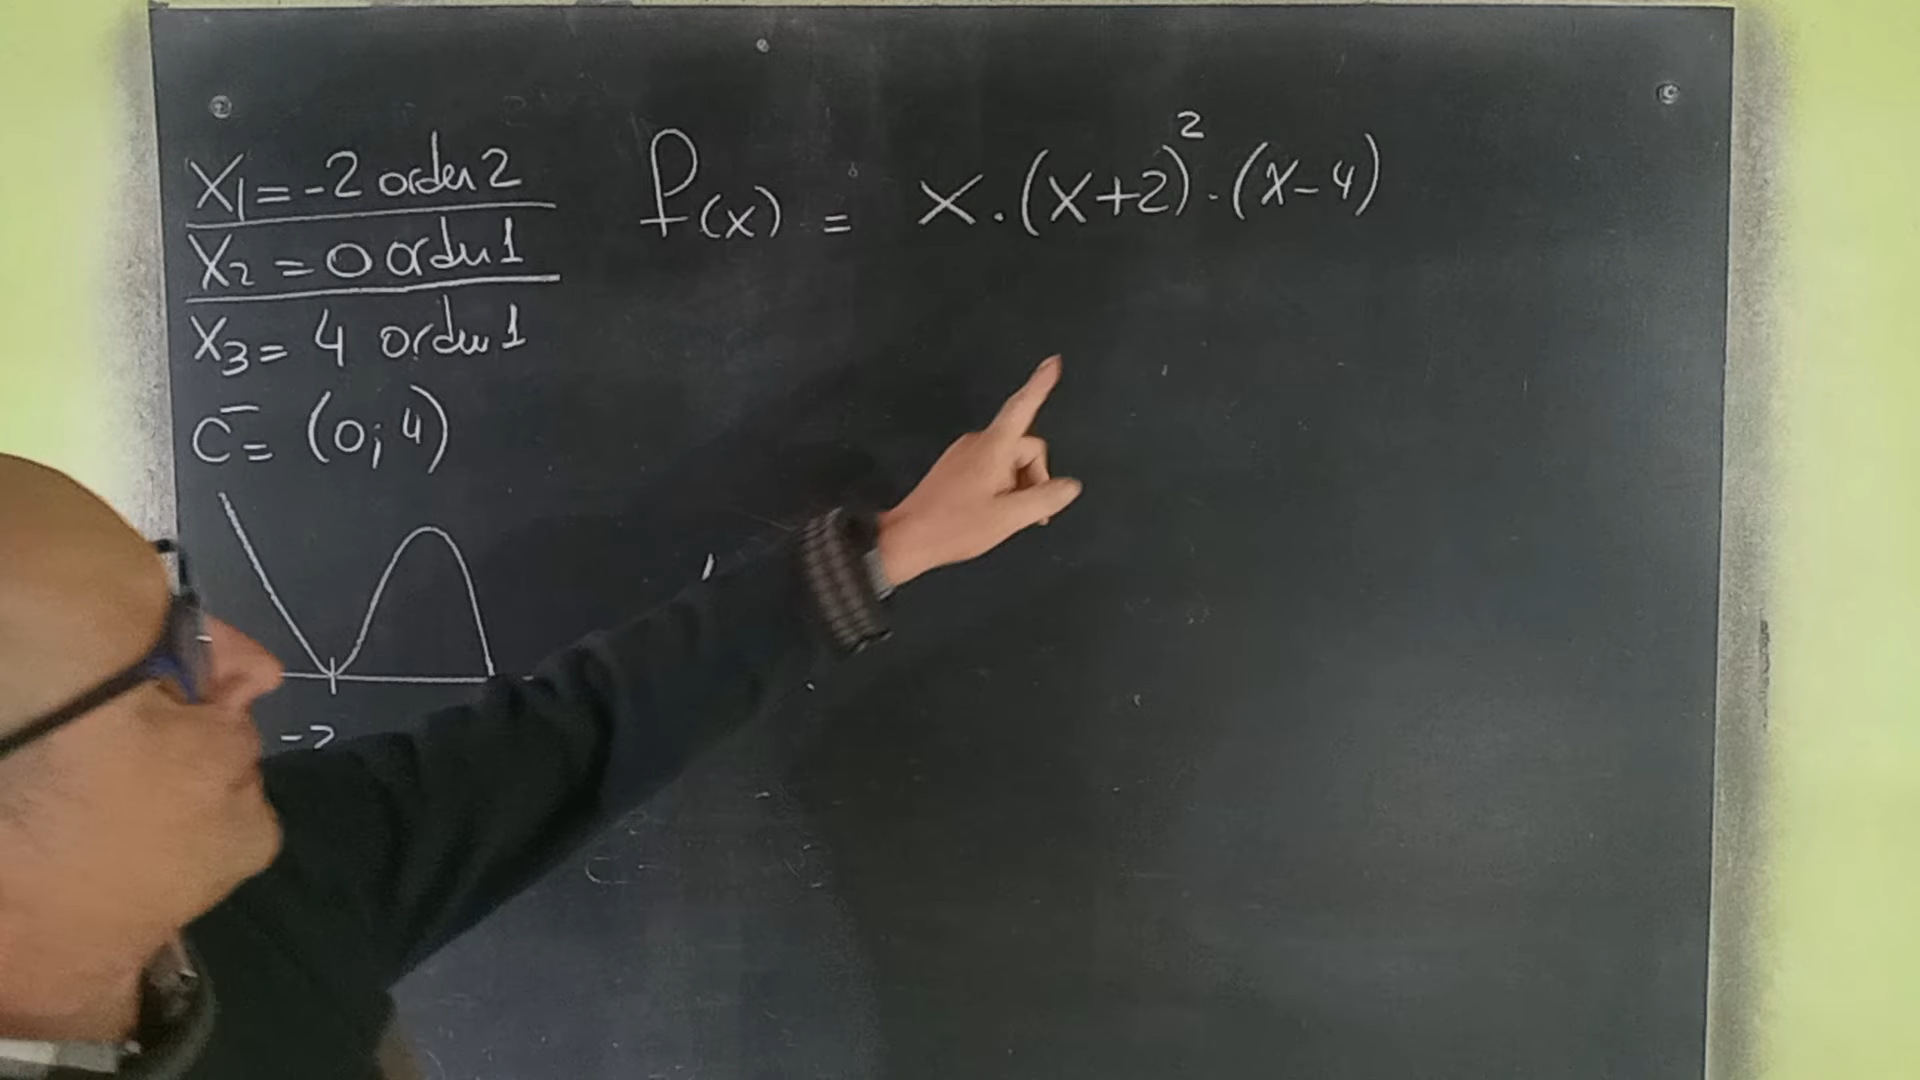 X₁ = -2 orden 2
X₂ = 0 orden 1
X₃ = 4 orden 1
C⁻ = (0; 4)
-2
f(x) = x · (x+2)² · (x-4)